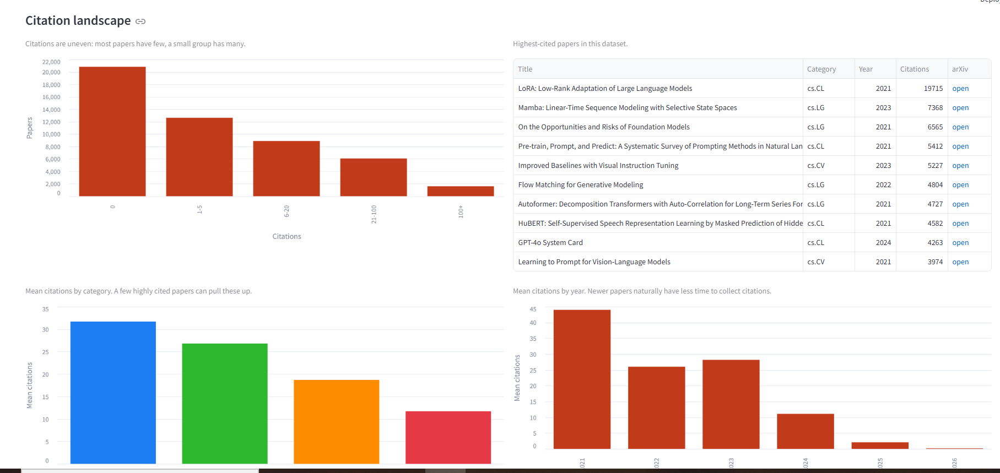 Citation landscape
Citations are uneven: most papers have few, a small group has many.
22,000
20,000
18,000
16,000
14,000
12,000
10,000
8,000
6,000
4,000
2,000
0
Papers
0
1-5
6-20
21-100
100+
Citations
Highest-cited papers in this dataset.
Title Category Year Citations arXiv
LoRA: Low-Rank Adaptation of Large Language Models cs.CL 2021 19715 open
Mamba: Linear-Time Sequence Modeling with Selective State Spaces cs.LG 2023 7368 open
On the Opportunities and Risks of Foundation Models cs.LG 2021 6565 open
Pre-train, Prompt, and Predict: A Systematic Survey of Prompting Methods in Natural Lan cs.CL 2021 5412 open
Improved Baselines with Visual Instruction Tuning cs.CV 2023 5227 open
Flow Matching for Generative Modeling cs.LG 2022 4804 open
Autoformer: Decomposition Transformers with Auto-Correlation for Long-Term Series For cs.LG 2021 4727 open
HuBERT: Self-Supervised Speech Representation Learning by Masked Prediction of Hidde cs.CL 2021 4582 open
GPT-4o System Card cs.CL 2024 4263 open
Learning to Prompt for Vision-Language Models cs.CV 2021 3974 open
Mean citations by category. A few highly cited papers can pull these up.
35
30
25
20
15
10
5
0
Mean citations
Mean citations by year. Newer papers naturally have less time to collect citations.
45
40
35
30
25
20
15
10
5
0
Mean citations
021
022
023
024
025
026